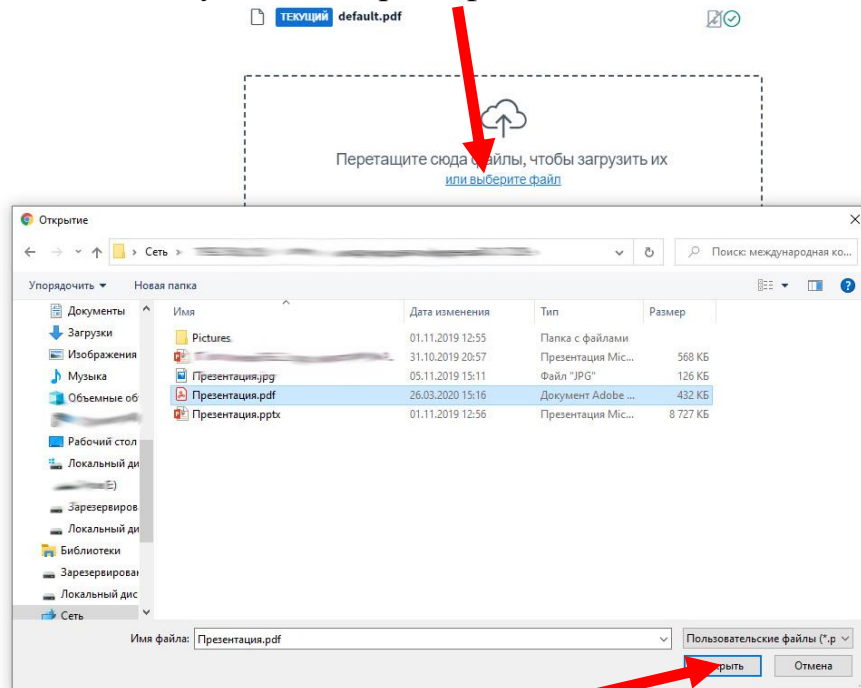 ТЕКУЩИЙ default.pdf
Перетащите сюда файлы, чтобы загрузить их
или выберите файл
Открытие
Сеть
Поиск: международная ко...
Упорядочить
Новая папка
Документы
Загрузки
Изображения
Музыка
Объемные об
Рабочий стол
Локальный ди
E)
Зарезервиров
Локальный ди
Библиотеки
Зарезервирован
Локальный дис
Сеть
Имя Дата изменения Тип Размер
Pictures 01.11.2019 12:55 Папка с файлами
31.10.2019 20:57 Презентация Mic... 568 КБ
Презентация.jpg 05.11.2019 15:11 Файл "JPG" 126 КБ
Презентация.pdf 26.03.2020 15:16 Документ Adobe ... 432 КБ
Презентация.pptx 01.11.2019 12:56 Презентация Mic... 8 727 КБ
Имя файла: Презентация.pdf
Пользовательские файлы (*.p
рыть Отмена